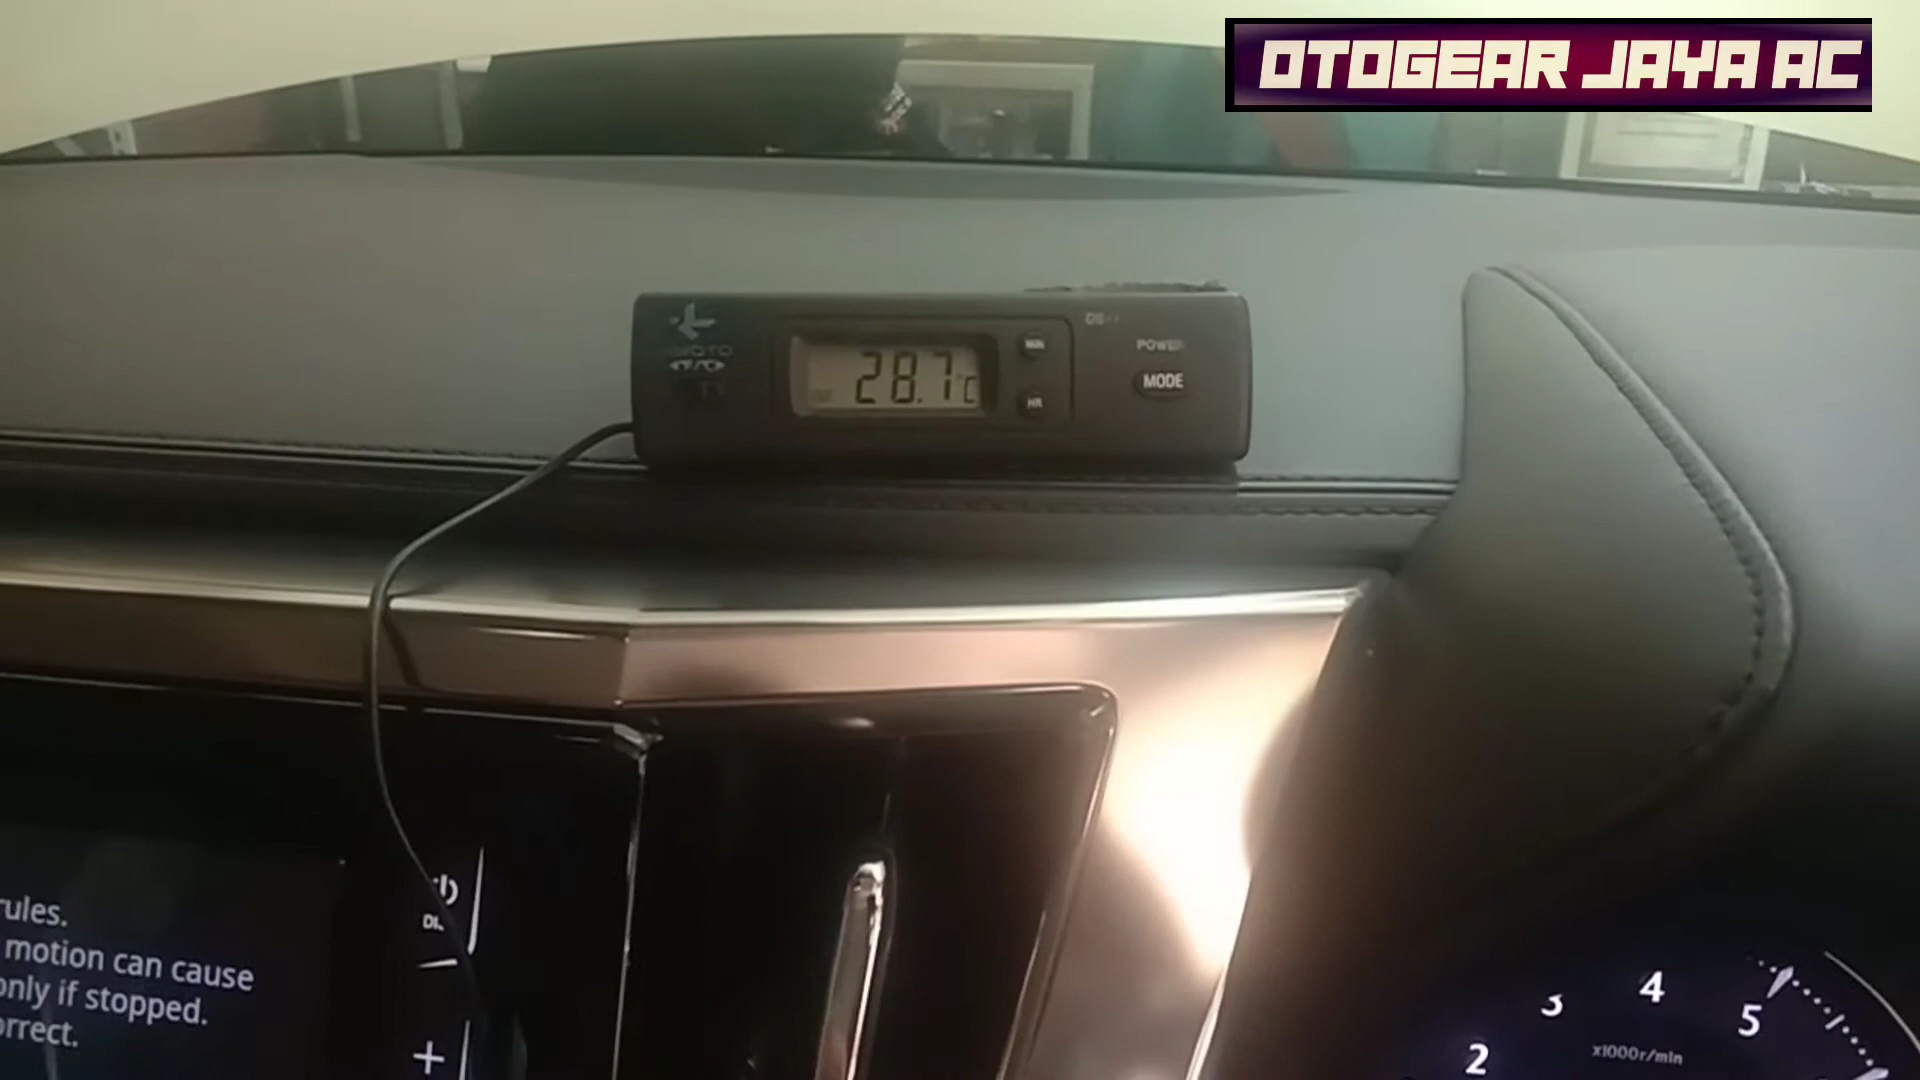 OTOGEAR JAYA AC
28.7°C
MIN
HR
POWER
MODE
rules.
motion can cause
only if stopped.
2
3
4
5
x1000r/min
+